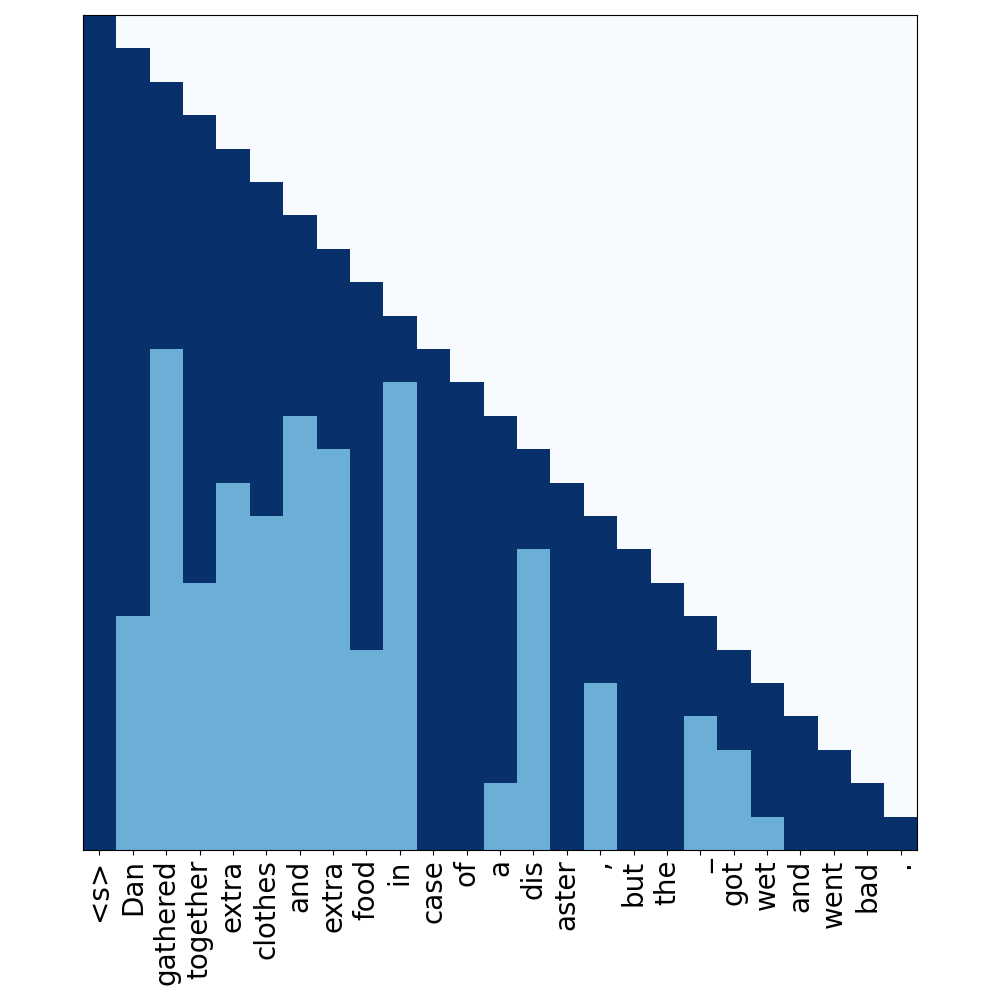 <s>
Dan
gathered
together
extra
clothes
and
extra
food
in
case
of
a
dis
aster
,
but
the
_
got
wet
and
went
bad
.